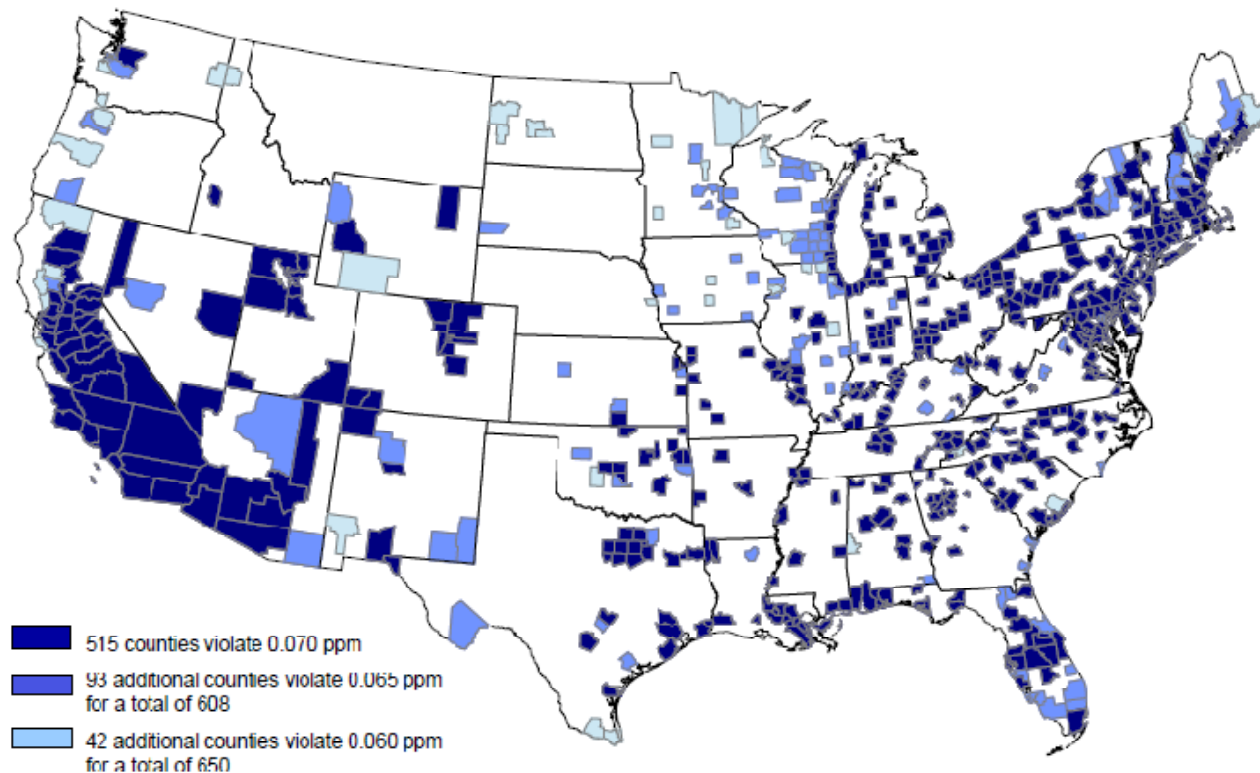 515 counties violate 0.070 ppm
93 additional counties violate 0.065 ppm
for a total of 608
42 additional counties violate 0.060 ppm
for a total of 650